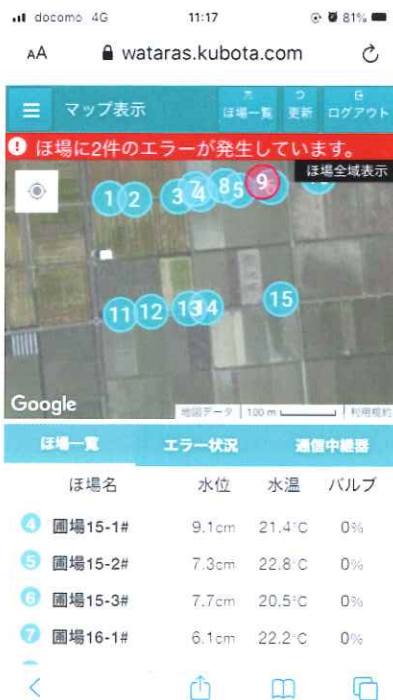 docomo 4G 11:17 81%
AA wataras.kubota.com
マップ表示 ほ場一覧 更新 ログアウト
ほ場に2件のエラーが発生しています。
ほ場全域表示
1 2 3 7 4 8 5 9
11 12 13 14 15
Google 地図データ 100 m 利用規約
ほ場一覧 エラー状況 通信中継器
ほ場名 水位 水温 バルブ
4 圃場15-1# 9.1cm 21.4°C 0%
5 圃場15-2# 7.3cm 22.8°C 0%
6 圃場15-3# 7.7cm 20.5°C 0%
7 圃場16-1# 6.1cm 22.2°C 0%